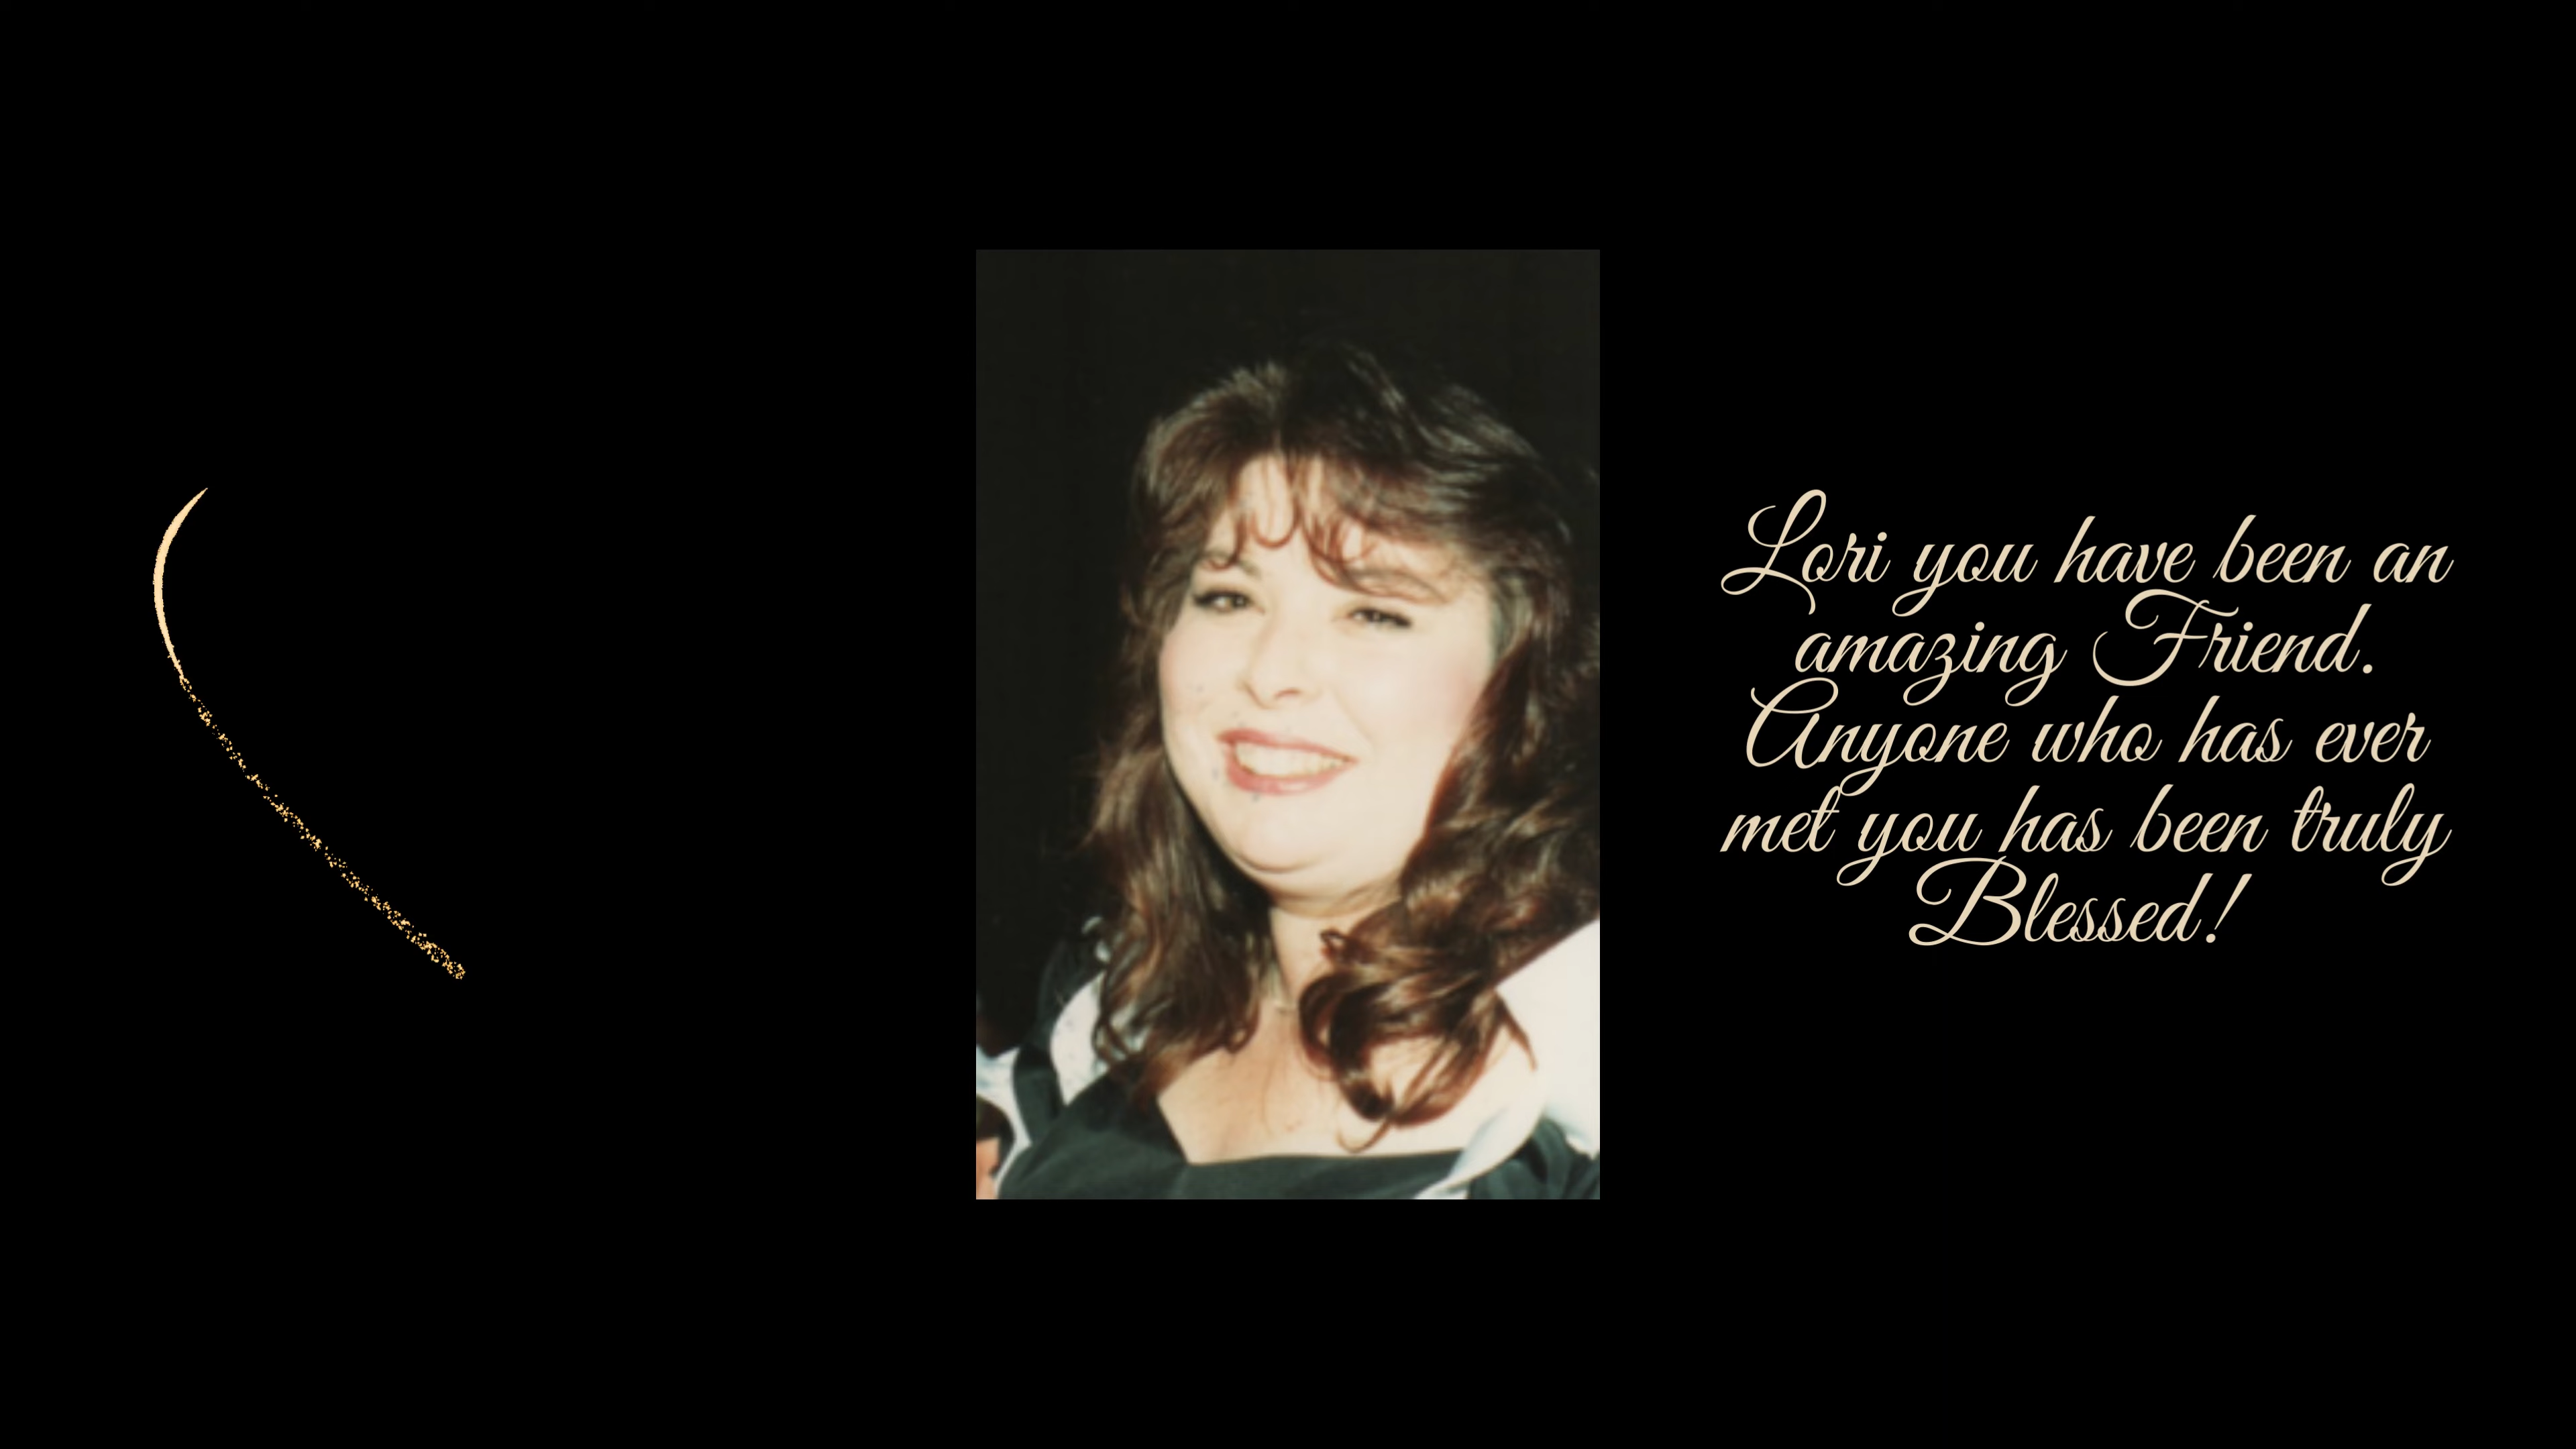 Lori you have been an
amazing Friend.
Anyone who has ever
met you has been truly
Blessed!